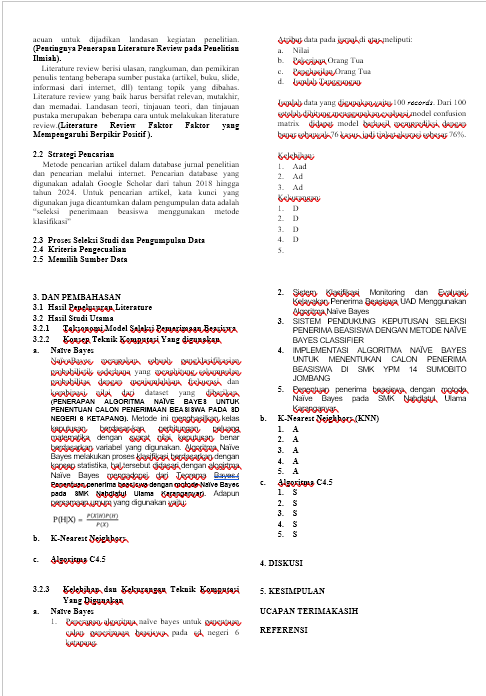 acuan untuk dijadikan landasan kegiatan penelitian.
(Pentingnya Penerapan Literature Review pada Penelitian
Ilmiah).
Literature review berisi ulasan, rangkuman, dan pemikiran
penulis tentang beberapa sumber pustaka (artikel, buku, slide,
informasi dari internet, dll) tentang topik yang dibahas.
Literature review yang baik harus bersifat relevan, mutakhir,
dan memadai. Landasan teori, tinjauan teori, dan tinjauan
pustaka merupakan beberapa cara untuk melakukan literature
review.(Literature Review Faktor Faktor yang
Mempengaruhi Berpikir Positif ).
2.2 Strategi Pencarian
Metode pencarian artikel dalam database jurnal penelitian
dan pencarian melalui internet. Pencarian database yang
digunakan adalah Google Scholar dari tahun 2018 hingga
tahun 2024. Untuk pencarian artikel, kata kunci yang
digunakan juga dicantumkan dalam pengumpulan data adalah
“seleksi penerimaan beasiswa menggunakan metode
klasifikasi”
2.3 Proses Seleksi Studi dan Pengumpulan Data
2.4 Kriteria Pengecualian
2.5 Memilih Sumber Data
3. DAN PEMBAHASAN
3.1 Hasil Penelusuran Literature
3.2 Hasil Studi Utama
3.2.1 Taksonomi Model Seleksi Penerimaan Beasiswa
3.2.2 Konsep Teknik Komputasi Yang digunakan
a. Naïve Bayes
NaiveBayes merupakan sebuah pengklasifikasian
probabilistik sederhana yang menghitung sekumpulan
probabilitas dengan menjumlahkan frekuensi dan
kombinasi nilai dari dataset yang diberikan.
(PENERAPAN ALGORITMA NAÏVE BAYES UNTUK
PENENTUAN CALON PENERIMAAN BEASISWA PADA SD
NEGERI 6 KETAPANG). Metode ini menghasilkan kelas
keputusan berdasarkan perhitungan peluang
matematika dengan syarat nilai keputusan benar
berdasarkan variabel yang digunakan. Algoritma Naïve
Bayes melakukan proses klasifikasi berdasarkan dengan
konsep statistika, hal tersebut didasari dengan algoritma
Naïve Bayes mengadopsi dari Teorema Bayes.(
Penentuan penerima beasiswa dengan metode Naïve Bayes
pada SMK Nahdlatul Ulama Karanganyar). Adapun
persamaan umum yang digunakan yaitu:
P(H|X) = P(X|H)P(H) / P(X)
b. K-Nearest Neighbors
c. Algoritma C4.5
3.2.3 Kelebihan dan Kekurangan Teknik Komputasi
Yang Digunakan
a. Naïve Bayes
1. Penerapan algoritma naïve bayes untuk penentuan
calon penerimaan beasiswa pada sd negeri 6
ketapang
Atribut data pada jurnal di atas meliputi:
a. Nilai
b. Pekerjaan Orang Tua
c. Penghasilan Orang Tua
d. Jumlah Tanggungan
Jumlah data yang digunakan yaitu 100 records. Dari 100
setelah dihitung menggunakan evaluasi model confusion
matrix didapat model berhasil memprediksi dengan
benar sebanyak 76 kasus, jadi tingkat akurasi sebesar 76%.
Kelebihan:
1. Aad
2. Ad
3. Ad
Kekurangan:
1. D
2. D
3. D
4. D
5.
2. Sistem Klasifikasi Monitoring dan Evaluasi
Kelayakan Penerima Beasiswa UAD Menggunakan
Algoritma Naïve Bayes
3. SISTEM PENDUKUNG KEPUTUSAN SELEKSI
PENERIMA BEASISWA DENGAN METODE NAÏVE
BAYES CLASSIFIER
4. IMPLEMENTASI ALGORITMA NAÏVE BAYES
UNTUK MENENTUKAN CALON PENERIMA
BEASISWA DI SMK YPM 14 SUMOBITO
JOMBANG
5. Penentuan penerima beasiswa dengan metode
Naïve Bayes pada SMK Nahdlatul Ulama
Karanganyar
b. K-Nearest Neighbors (KNN)
1. A
2. A
3. A
4. A
5. A
c. Algoritma C4.5
1. S
2. S
3. S
4. S
5. S
4. DISKUSI
5. KESIMPULAN
UCAPAN TERIMAKASIH
REFERENSI